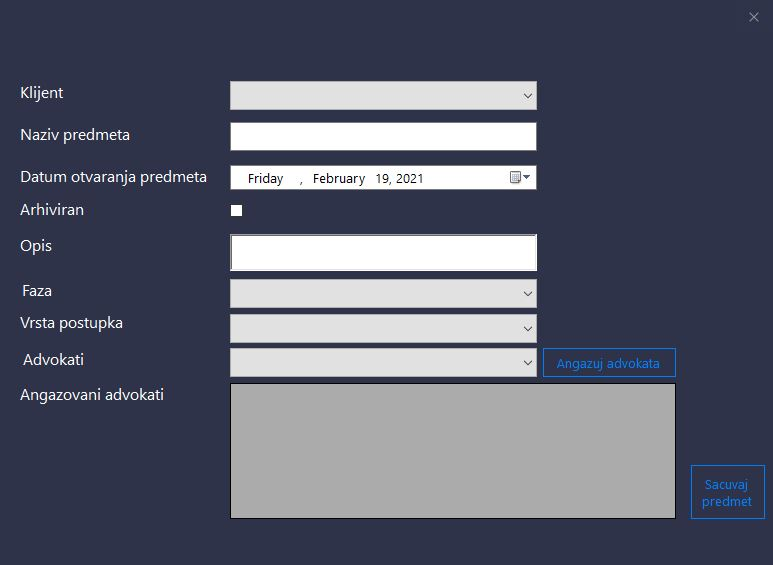 Klijent
Naziv predmeta
Datum otvaranja predmeta
Friday , February 19, 2021
Arhiviran
Opis
Faza
Vrsta postupka
Advokati
Angazuj advokata
Angazovani advokati
Sacuvaj
predmet